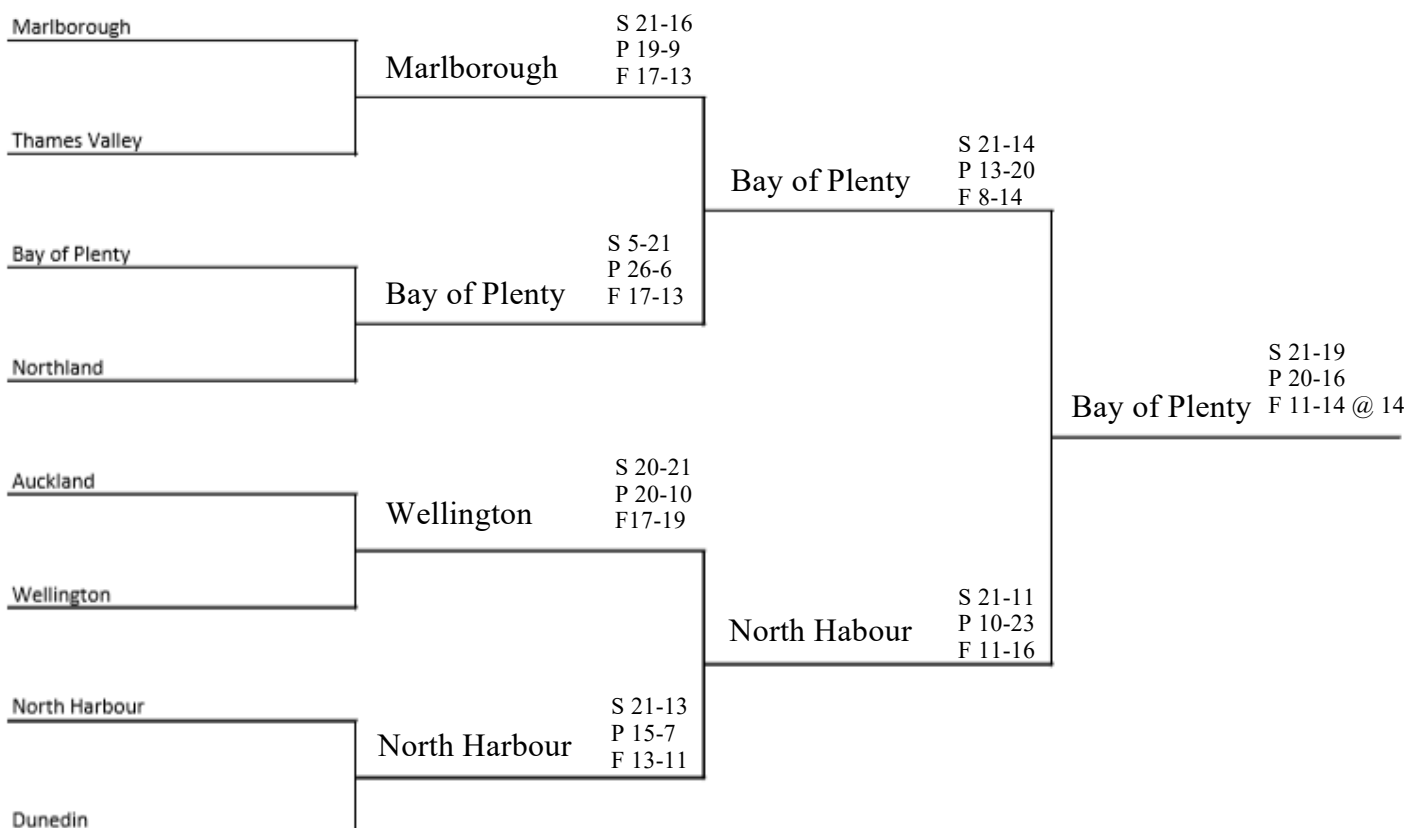 Marlborough
Thames Valley
Bay of Plenty
Northland
Auckland
Wellington
North Harbour
Dunedin
Marlborough
S 21-16
P 19-9
F 17-13
Bay of Plenty
S 5-21
P 26-6
F 17-13
Wellington
S 20-21
P 20-10
F17-19
North Harbour
S 21-13
P 15-7
F 13-11
Bay of Plenty
S 21-14
P 13-20
F 8-14
North Habour
S 21-11
P 10-23
F 11-16
Bay of Plenty
S 21-19
P 20-16
F 11-14 @ 14